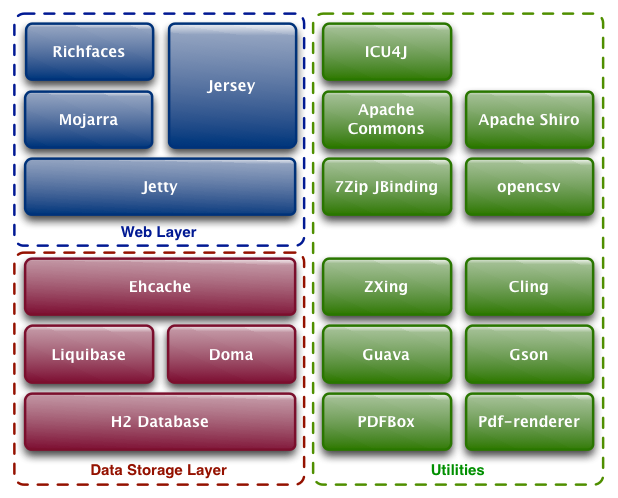 Richfaces
Jersey
Mojarra
Jetty
Web Layer
Ehcache
Liquibase
Doma
H2 Database
Data Storage Layer
ICU4J
Apache
Commons
Apache Shiro
7Zip JBinding
opencsv
ZXing
Cling
Guava
Gson
PDFBox
Pdf-renderer
Utilities